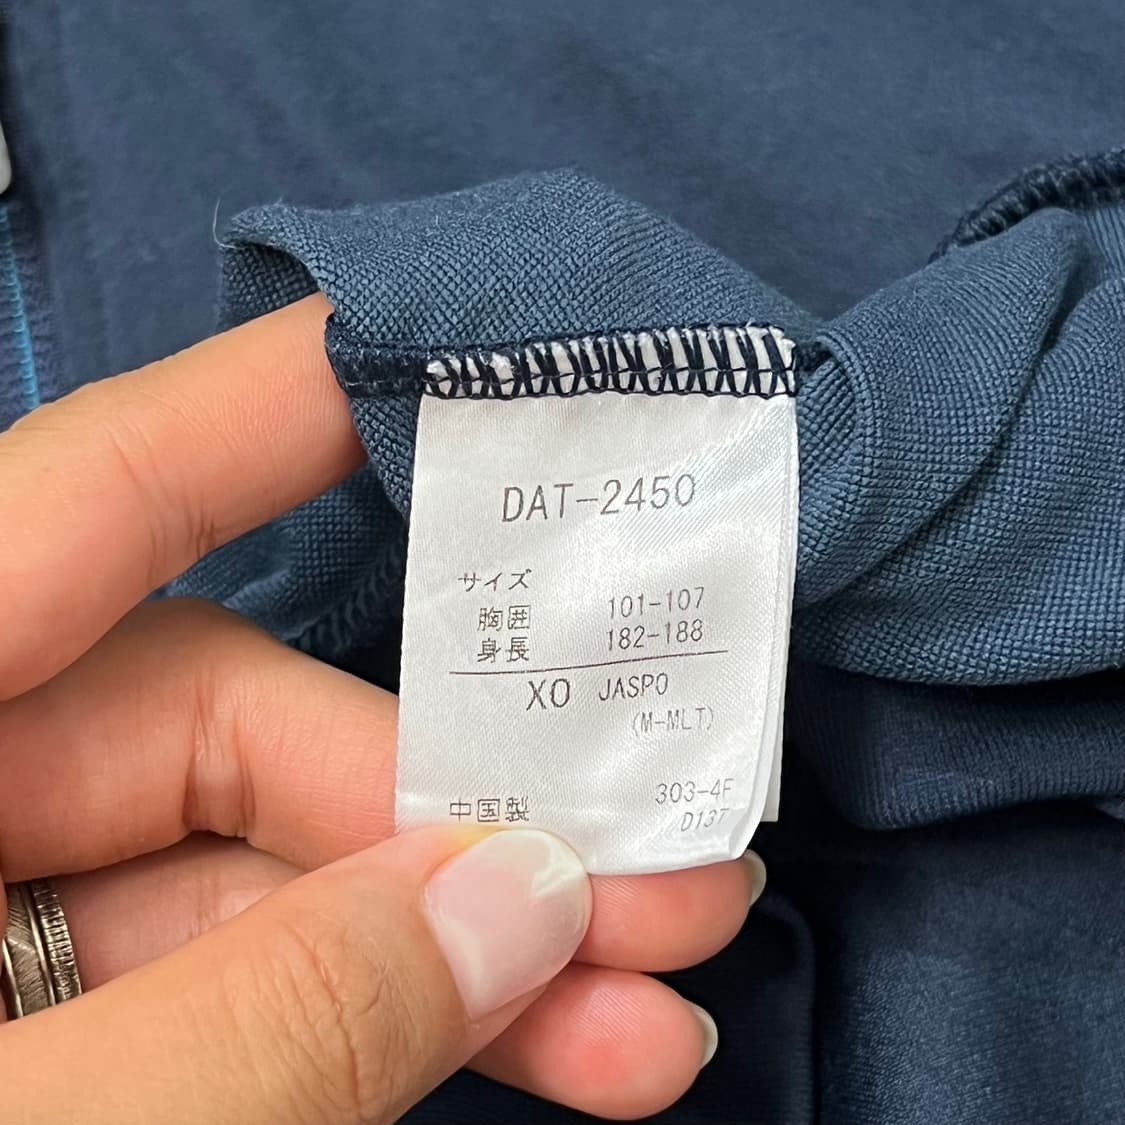 DAT-2450
サイズ
胸囲 101-107
身長 182-188
XO JASPO
(M-MLT)
303-4F
中国製 D137